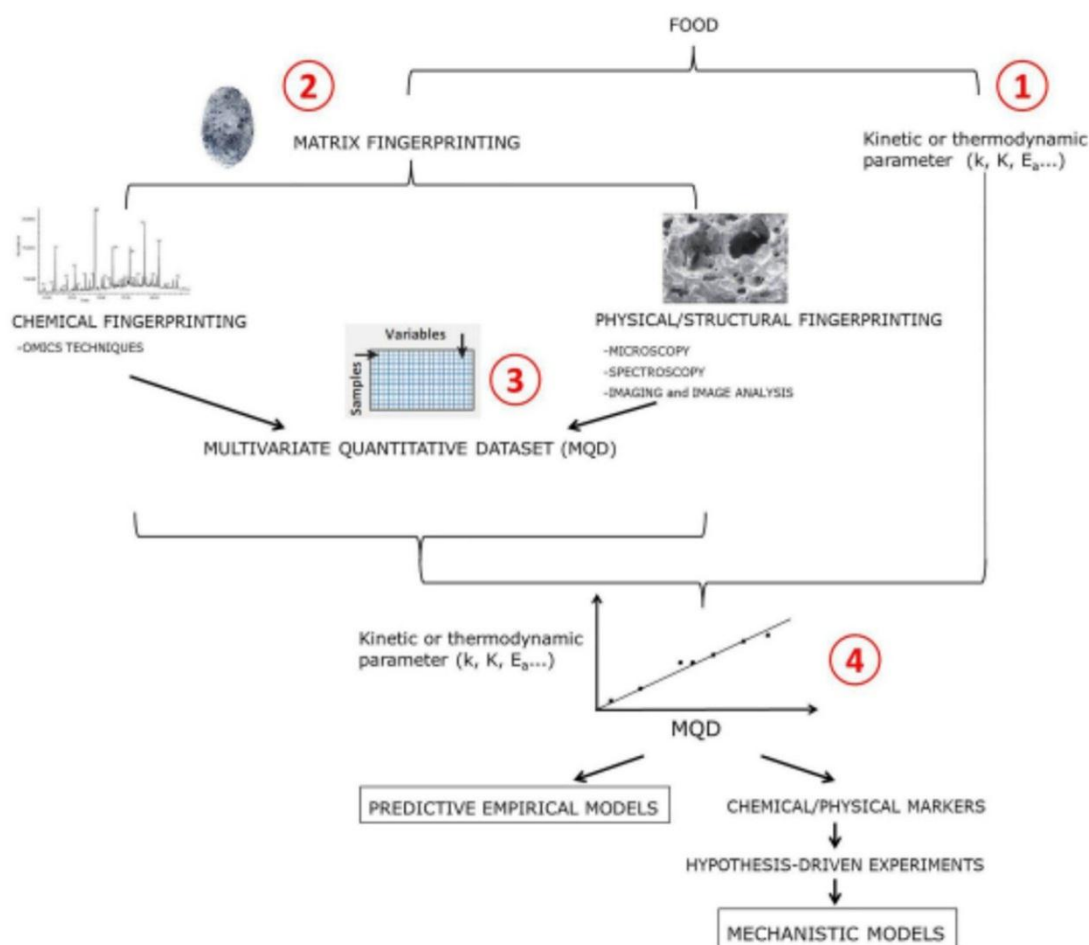 FOOD
2
1
MATRIX FINGERPRINTING
Kinetic or thermodynamic
parameter (k, K, Eₐ...)
CHEMICAL FINGERPRINTING
-OMICS TECHNIQUES
PHYSICAL/STRUCTURAL FINGERPRINTING
-MICROSCOPY
-SPECTROSCOPY
-IMAGING and IMAGE ANALYSIS
Variables
Samples
3
MULTIVARIATE QUANTITATIVE DATASET (MQD)
Kinetic or thermodynamic
parameter (k, K, Eₐ...)
4
MQD
PREDICTIVE EMPIRICAL MODELS
CHEMICAL/PHYSICAL MARKERS
HYPOTHESIS-DRIVEN EXPERIMENTS
MECHANISTIC MODELS